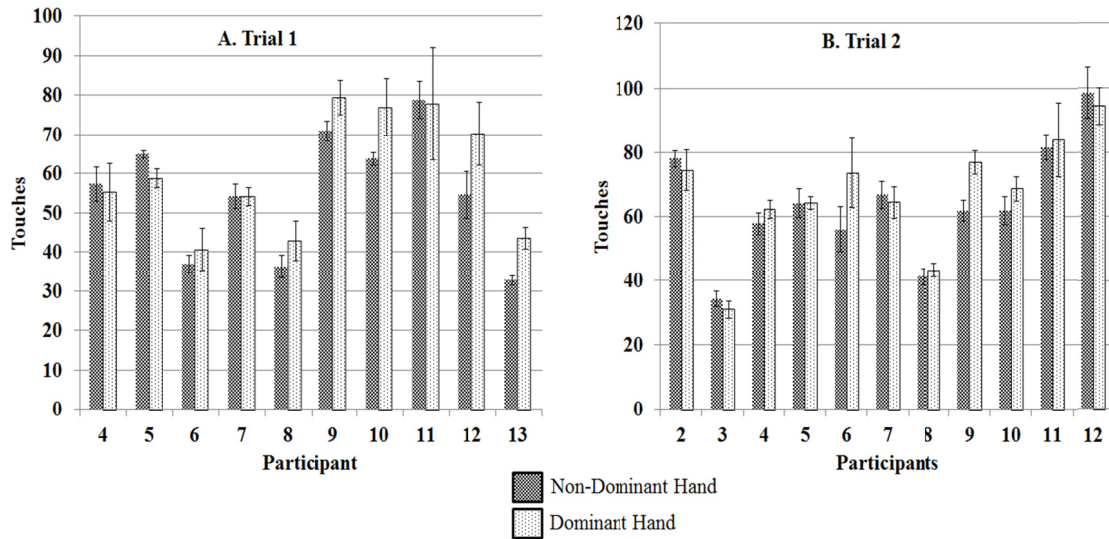 A. Trial 1
Touches
100
90
80
70
60
50
40
30
20
10
0
4 5 6 7 8 9 10 11 12 13
Participant
B. Trial 2
Touches
120
100
80
60
40
20
0
2 3 4 5 6 7 8 9 10 11 12
Participants
Non-Dominant Hand
Dominant Hand